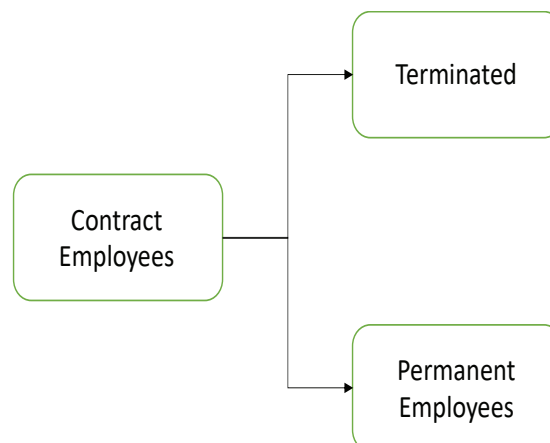 Terminated
Contract
Employees
Permanent
Employees